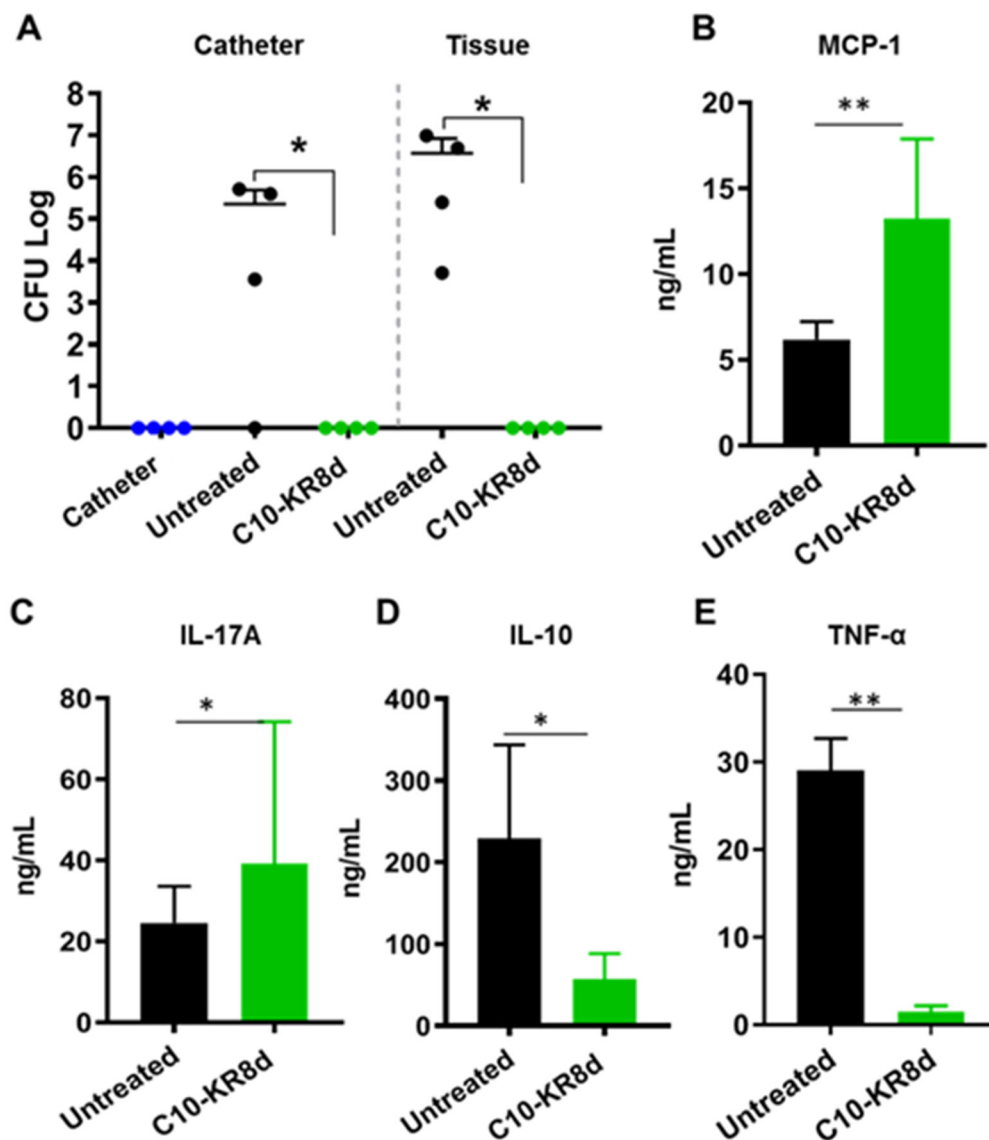 A
Catheter
Tissue
CFU Log
8
7
6
5
4
3
2
1
0
*
*
Catheter
Untreated
C10-KR8d
Untreated
C10-KR8d
B
MCP-1
ng/mL
20
15
10
5
0
**
Untreated
C10-KR8d
C
IL-17A
ng/mL
80
60
40
20
0
*
Untreated
C10-KR8d
D
IL-10
ng/mL
400
300
200
100
0
*
Untreated
C10-KR8d
E
TNF-α
ng/mL
40
30
20
10
0
**
Untreated
C10-KR8d